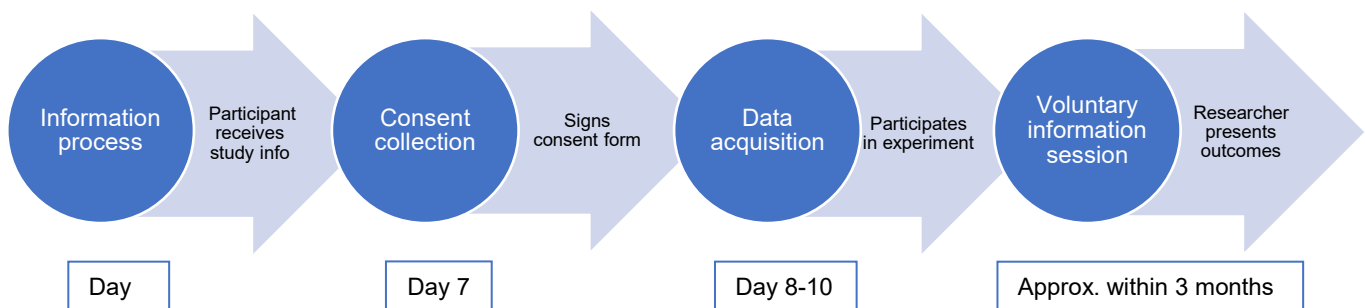 Information
process
Participant
receives
study info
Consent
collection
Signs
consent form
Data
acquisition
Participates
in experiment
Voluntary
information
session
Researcher
presents
outcomes
Day
Day 7
Day 8-10
Approx. within 3 months